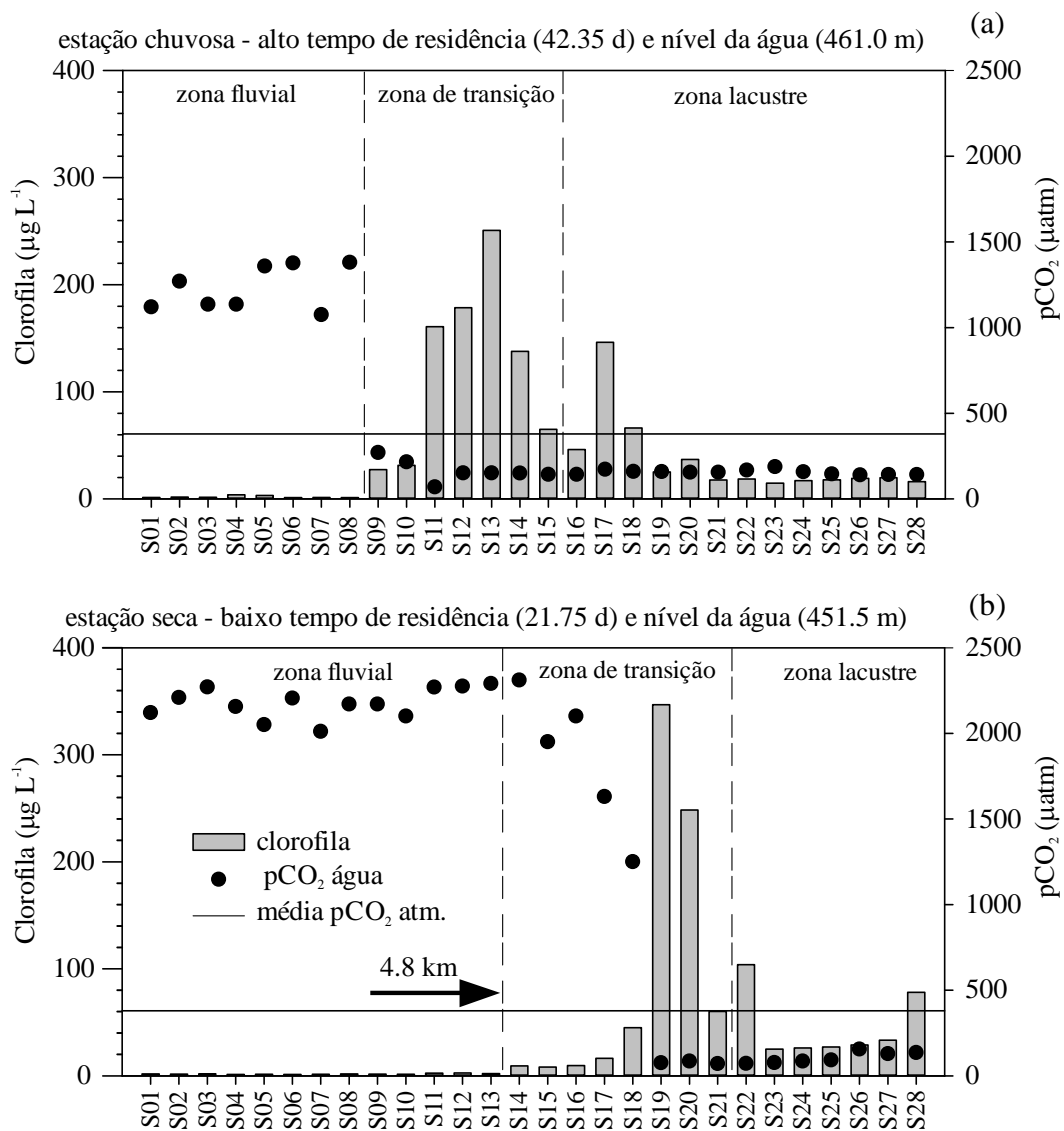 (a)
estação chuvosa - alto tempo de residência (42.35 d) e nível da água (461.0 m)
400
300
200
100
0
Clorofila (µg L⁻¹)
zona fluvial
zona de transição
zona lacustre
2500
2000
1500
1000
500
0
pCO₂ (µatm)
S01 S02 S03 S04 S05 S06 S07 S08 S09 S10 S11 S12 S13 S14 S15 S16 S17 S18 S19 S20 S21 S22 S23 S24 S25 S26 S27 S28
(b)
estação seca - baixo tempo de residência (21.75 d) e nível da água (451.5 m)
400
300
200
100
0
Clorofila (µg L⁻¹)
zona fluvial
zona de transição
zona lacustre
clorofila
pCO₂ água
média pCO₂ atm.
4.8 km
2500
2000
1500
1000
500
0
pCO₂ (µatm)
S01 S02 S03 S04 S05 S06 S07 S08 S09 S10 S11 S12 S13 S14 S15 S16 S17 S18 S19 S20 S21 S22 S23 S24 S25 S26 S27 S28